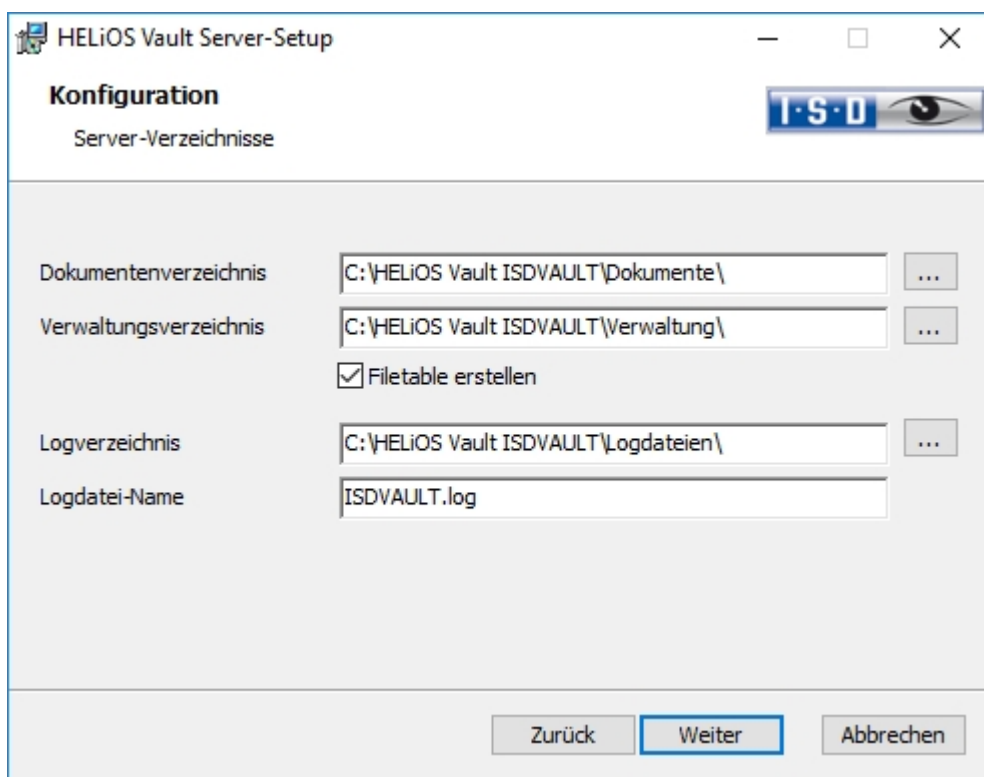 HELiOS Vault Server-Setup
Konfiguration
I·S·D
Server-Verzeichnisse
Dokumentenverzeichnis C:\HELiOS Vault ISDVAULT\Dokumente\ ...
Verwaltungsverzeichnis C:\HELiOS Vault ISDVAULT\Verwaltung\ ...
Filetable erstellen
Logverzeichnis C:\HELiOS Vault ISDVAULT\Logdateien\ ...
Logdatei-Name ISDVAULT.log
Zurück Weiter Abbrechen